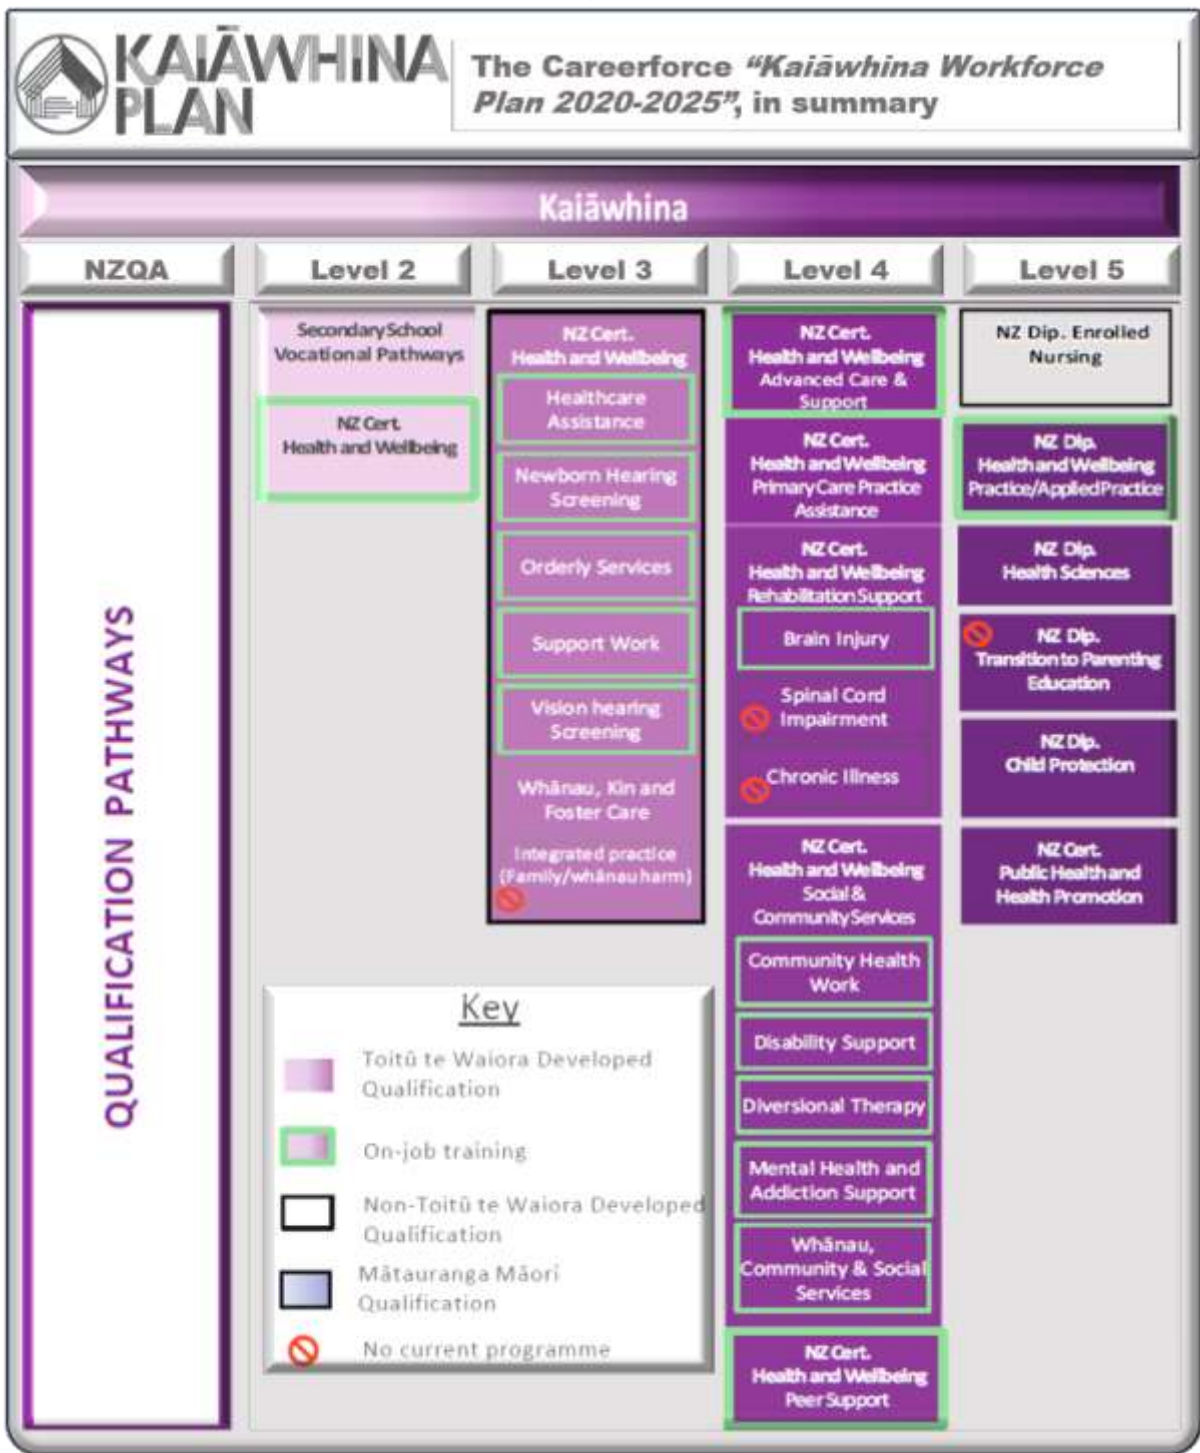 KAIĀWHINA
PLAN
The Careerforce “Kaiāwhina Workforce
Plan 2020-2025”, in summary
Kaiāwhina
NZQA
Level 2
Level 3
Level 4
Level 5
QUALIFICATION PATHWAYS
Secondary School
Vocational Pathways
NZ Cert.
Health and Wellbeing
NZ Cert.
Health and Wellbeing
Healthcare
Assistance
Newborn Hearing
Screening
Orderly Services
Support Work
Vision hearing
Screening
Whānau, Kin and
Foster Care
Integrated practice
(Family/whānau harm)
NZ Cert.
Health and Wellbeing
Advanced Care &
Support
NZ Cert.
Health and Wellbeing
Primary Care Practice
Assistance
NZ Cert.
Health and Wellbeing
Rehabilitation Support
Brain Injury
Spinal Cord
Impairment
Chronic Illness
NZ Cert.
Health and Wellbeing
Social &
Community Services
Community Health
Work
Disability Support
Diversional Therapy
Mental Health and
Addiction Support
Whānau,
Community & Social
Services
NZ Cert.
Health and Wellbeing
Peer Support
NZ Dip. Enrolled
Nursing
NZ Dip.
Health and Wellbeing
Practice/Applied Practice
NZ Dip.
Health Sciences
NZ Dip.
Transition to Parenting
Education
NZ Dip.
Child Protection
NZ Cert.
Public Health and
Health Promotion
Key
Toitū te Waiora Developed
Qualification
On-job training
Non-Toitū te Waiora Developed
Qualification
Mātauranga Māori
Qualification
No current programme